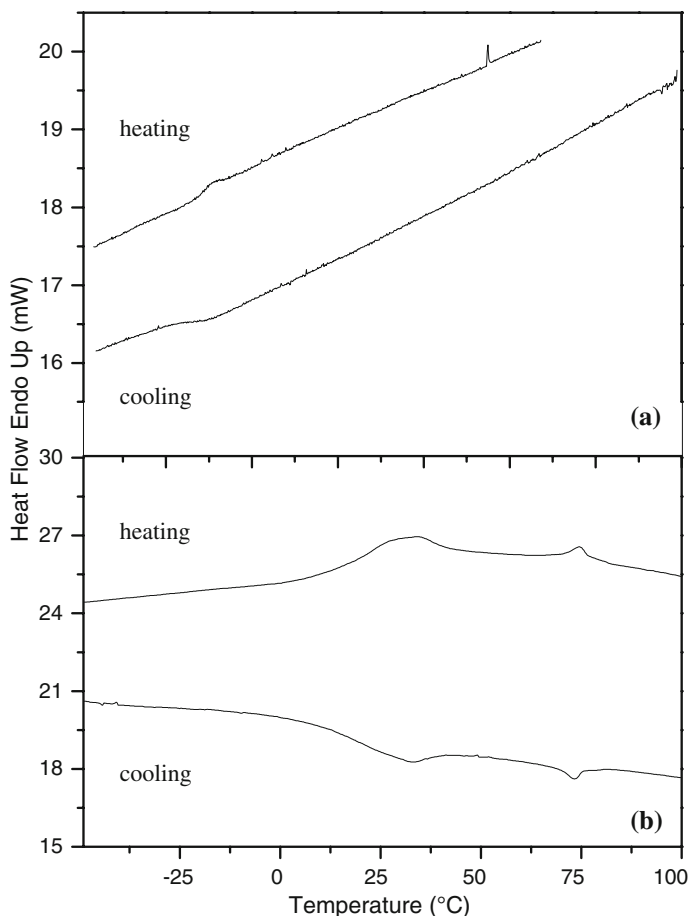 20
19
18
17
16
heating
cooling
(a)
Heat Flow Endo Up (mW)
30
27
24
21
18
15
heating
cooling
(b)
-25
0
25
50
75
100
Temperature (°C)